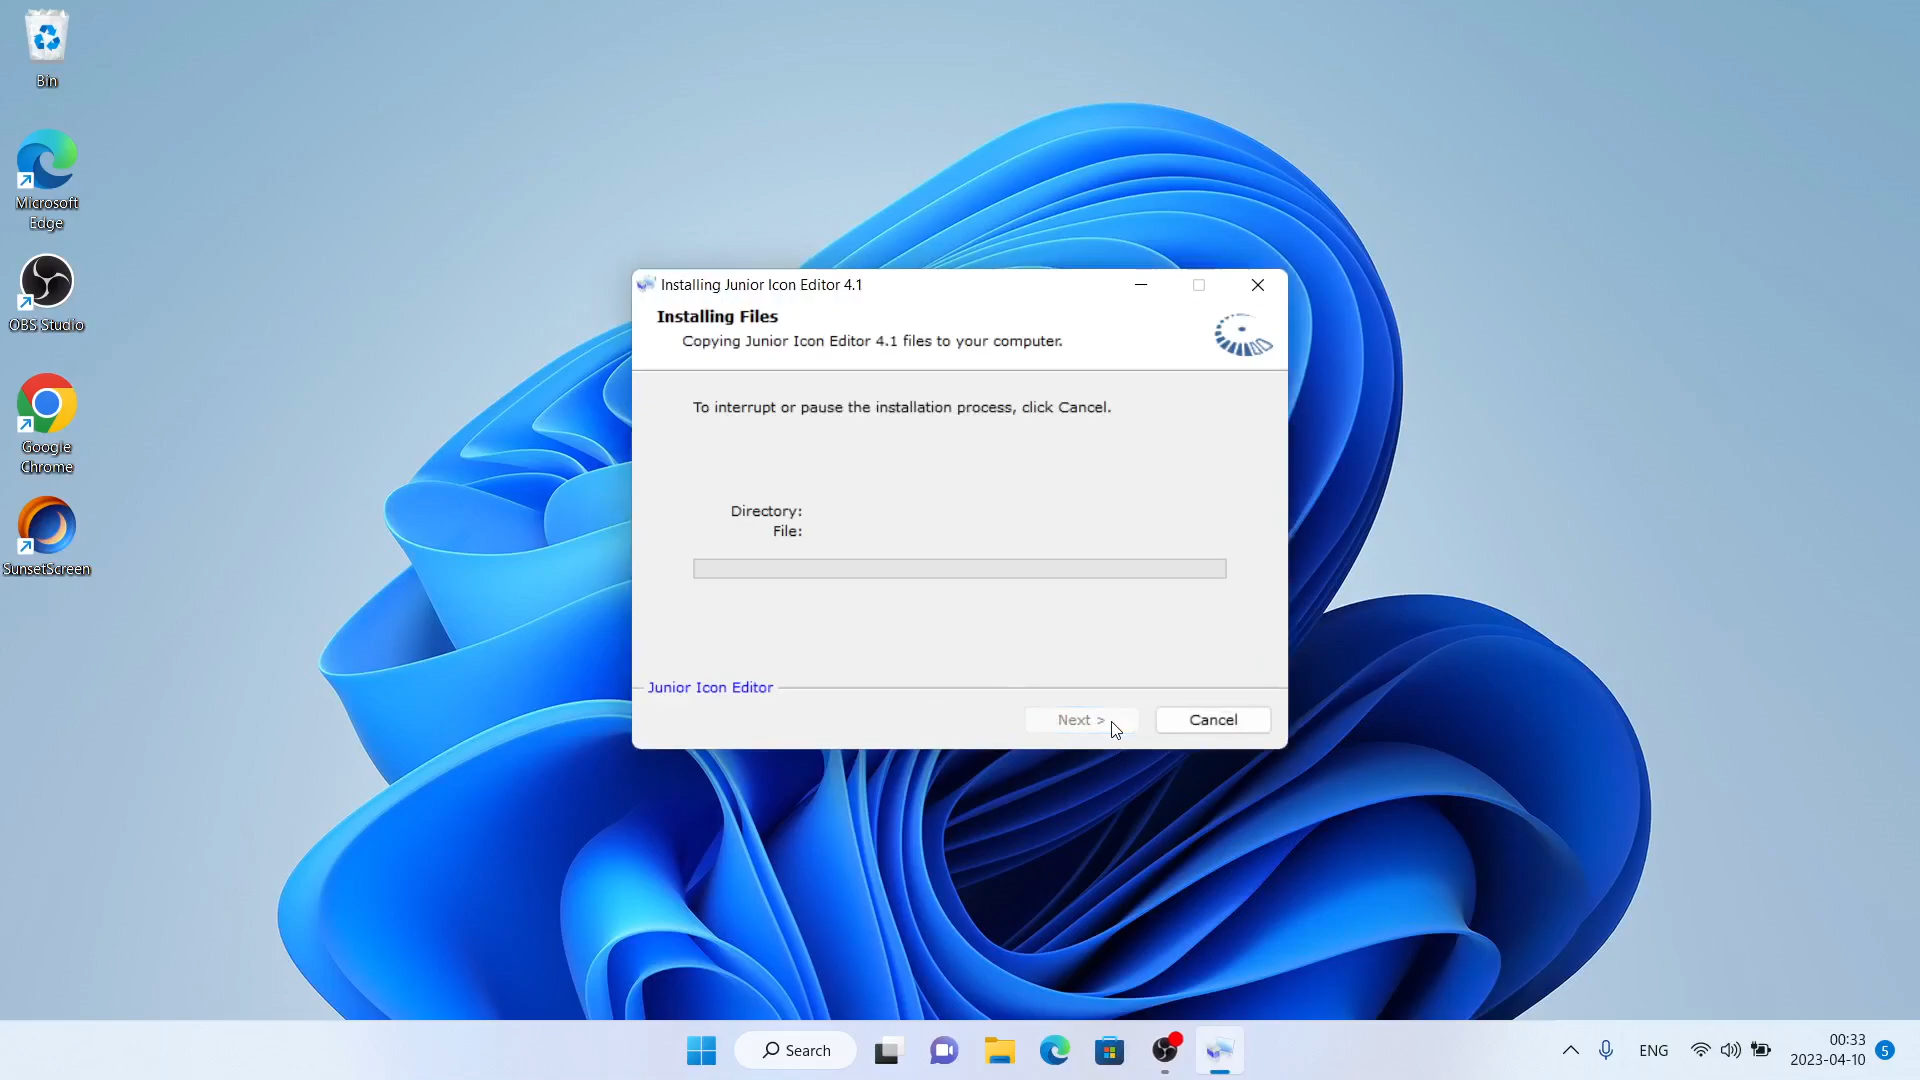 Bin
Microsoft
Edge
OBS Studio
Google
Chrome
SunsetScreen
Installing Junior Icon Editor 4.1
Installing Files
Copying Junior Icon Editor 4.1 files to your computer.
To interrupt or pause the installation process, click Cancel.
Directory:
File:
Junior Icon Editor
Next >
Cancel
Search
ENG
00:33
2023-04-10
5